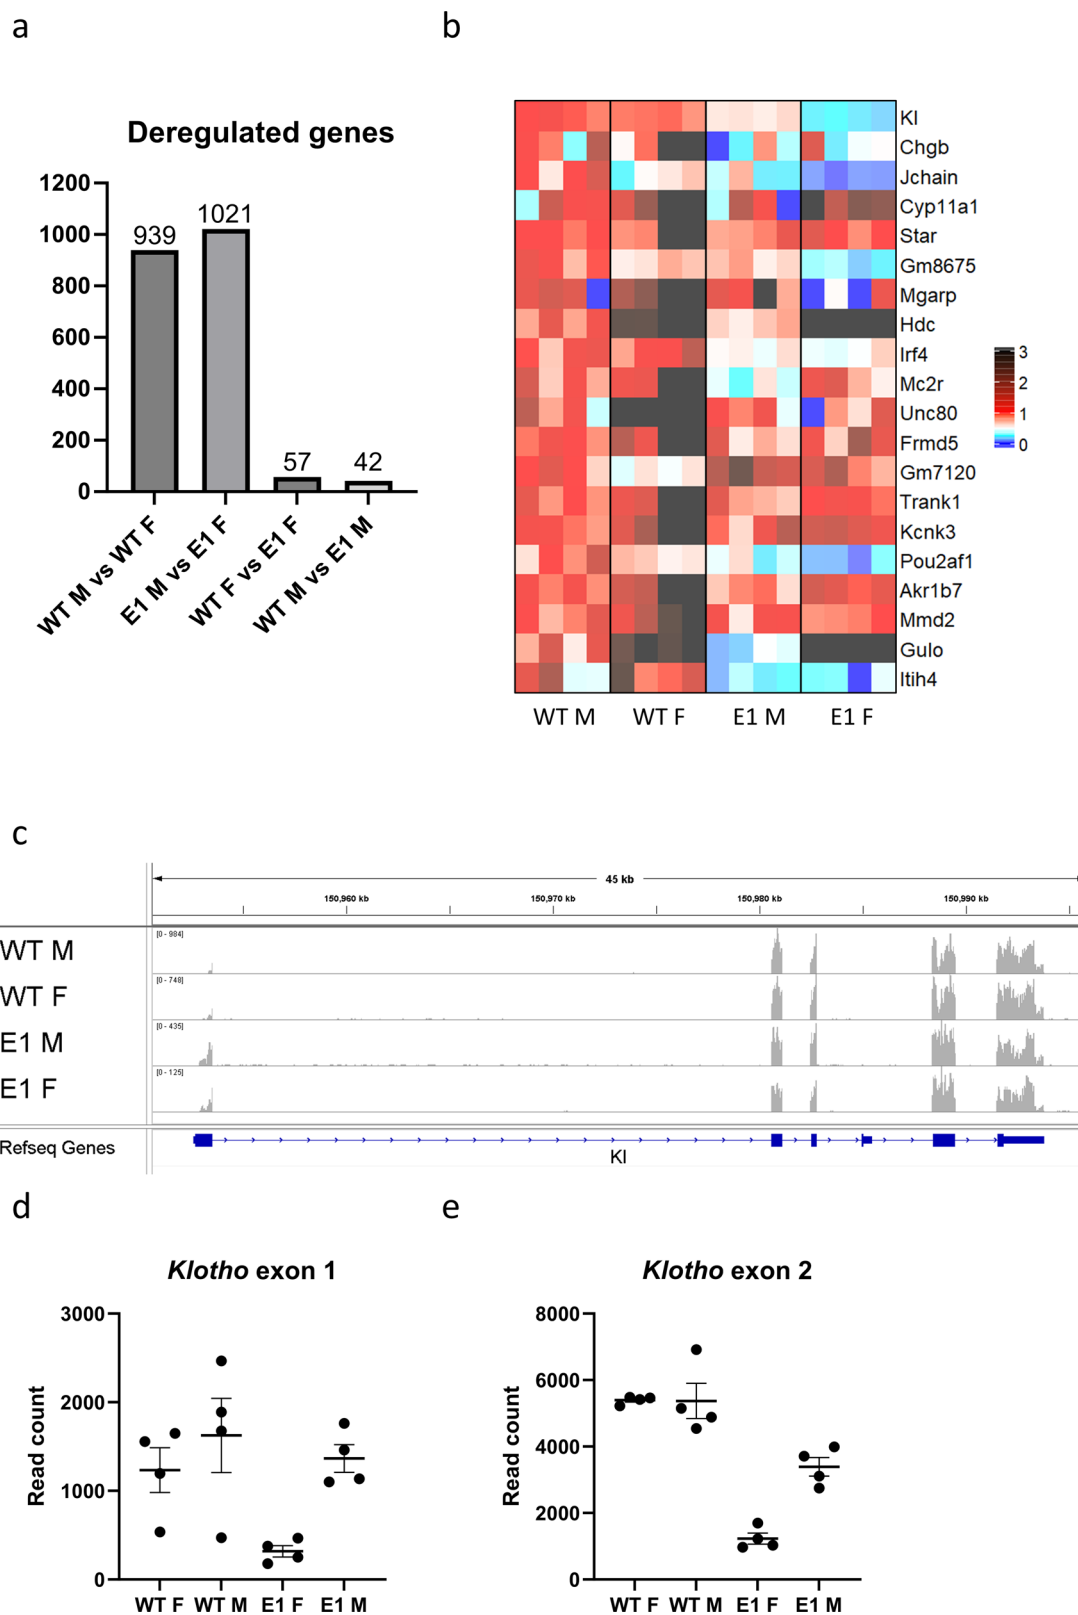 a
b
Deregulated genes
1200
1000
800
600
400
200
0
939
1021
57
42
WT M vs WT F
E1 M vs E1 F
WT F vs E1 F
WT M vs E1 M
Kl
Chgb
Jchain
Cyp11a1
Star
Gm8675
Mgarp
Hdc
Irf4
Mc2r
Unc80
Frmd5
Gm7120
Trank1
Kcnk3
Pou2af1
Akr1b7
Mmd2
Gulo
Itih4
3
2
1
0
WT M WT F E1 M E1 F
c
45 kb
150,960 kb 150,970 kb 150,980 kb 150,990 kb
WT M [0 - 984]
WT F [0 - 748]
E1 M [0 - 435]
E1 F [0 - 125]
Refseq Genes
Kl
d
e
Klotho exon 1
Read count
3000
2000
1000
0
WT F WT M E1 F E1 M
Klotho exon 2
Read count
8000
6000
4000
2000
0
WT F WT M E1 F E1 M